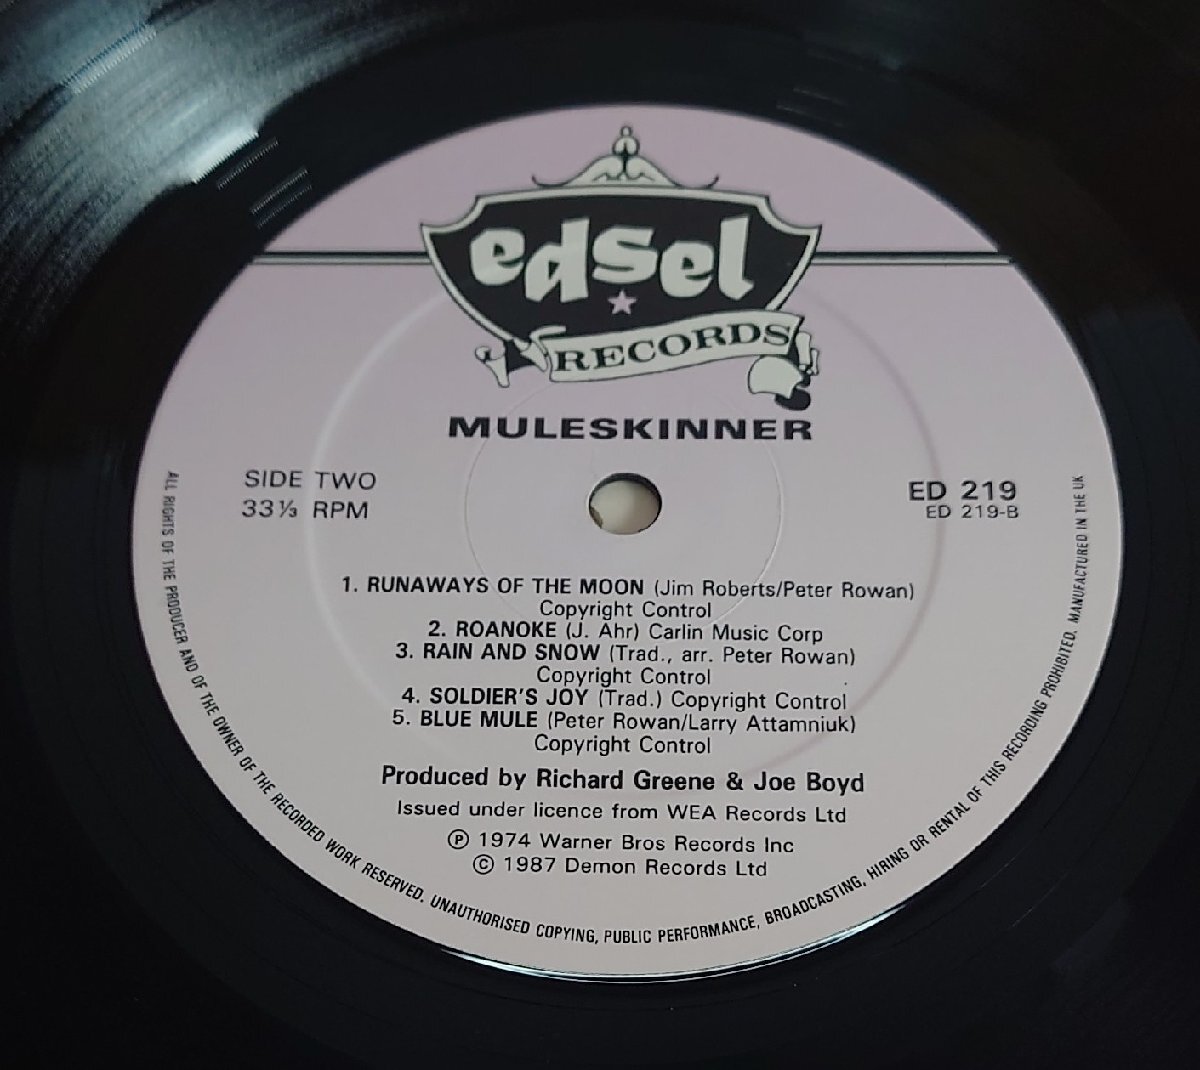 edsel
RECORDS
MULESKINNER
SIDE TWO
33⅓ RPM
ED 219
ED 219-B
1. RUNAWAYS OF THE MOON (Jim Roberts/Peter Rowan)
Copyright Control
2. ROANOKE (J. Ahr) Carlin Music Corp
3. RAIN AND SNOW (Trad., arr. Peter Rowan)
Copyright Control
4. SOLDIER'S JOY (Trad.) Copyright Control
5. BLUE MULE (Peter Rowan/Larry Attamniuk)
Copyright Control
Produced by Richard Greene & Joe Boyd
Issued under licence from WEA Records Ltd
Ⓟ 1974 Warner Bros Records Inc
© 1987 Demon Records Ltd
ALL RIGHTS OF THE PRODUCER AND OF THE OWNER OF THE RECORDED WORK RESERVED. UNAUTHORISED COPYING, PUBLIC PERFORMANCE, BROADCASTING, HIRING OR RENTAL OF THIS RECORDING PROHIBITED. MANUFACTURED IN THE UK